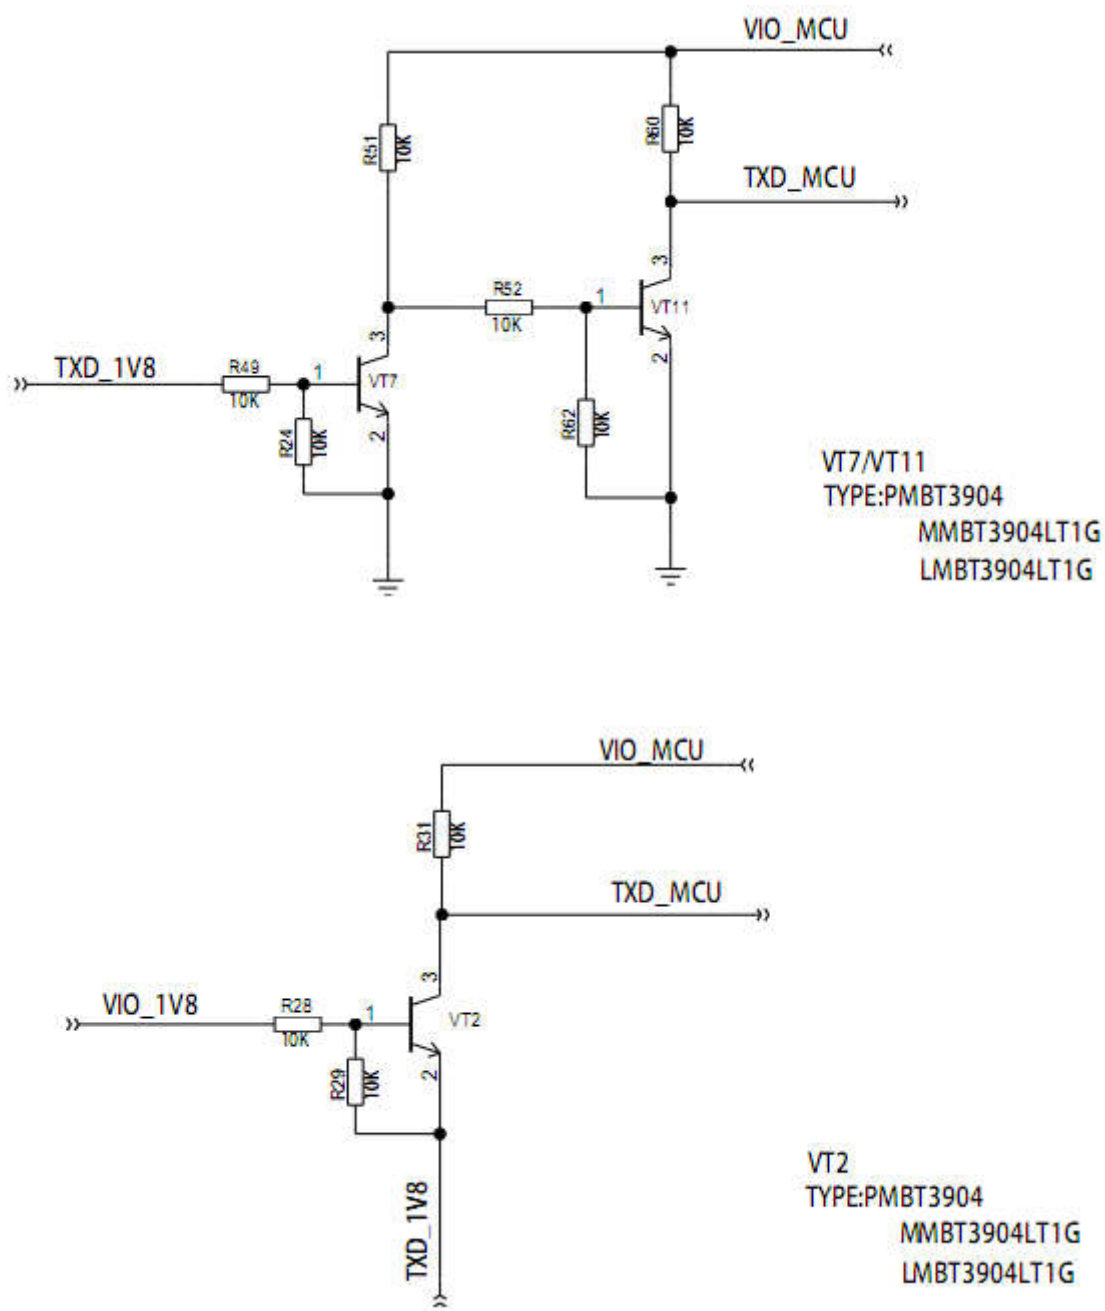 VIO_MCU
R51
10K
R60
10K
TXD_MCU
3
R52
10K
1
VT11
2
3
TXD_1V8
R49
10K
1
VT7
2
R24
10K
R62
10K
VT7/VT11
TYPE:PMBT3904
MMBT3904LT1G
LMBT3904LT1G
VIO_MCU
R31
10K
TXD_MCU
3
VIO_1V8
R28
10K
1
VT2
2
R29
10K
TXD_1V8
VT2
TYPE:PMBT3904
MMBT3904LT1G
LMBT3904LT1G